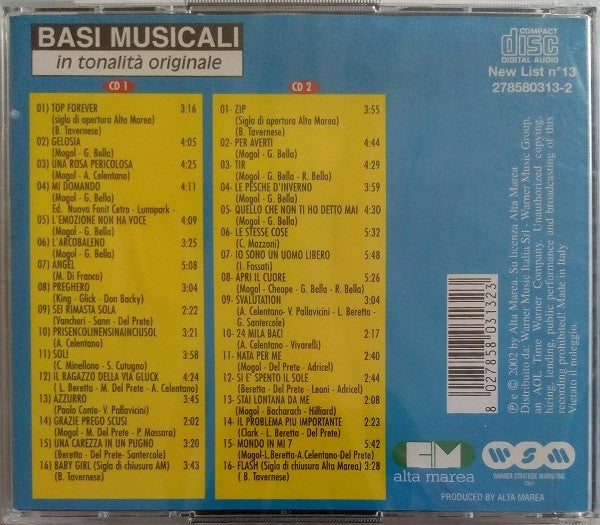 BASI MUSICALI
in tonalità originale
CD 1
01) TOP FOREVER 3:16
(sigla di apertura Alta Marea)
(B. Tavernese)
02) GELOSIA 4:05
(Mogol - G. Bella)
03) UNA ROSA PERICOLOSA 4:25
(Mogol - A. Celentano)
04) MI DOMANDO 4:11
(Mogol - G. Bella)
Ed. Nuova Fonit Cetra - Lunapark
05) L'EMOZIONE NON HA VOCE 4:09
(Mogol - G. Bella)
06) L'ARCOBALENO 3:25
(Mogol - G. Bella)
07) ANGEL 5:08
(M. Di Franco)
08) PREGHERO 3:03
(King - Glick - Don Backy)
09) SEI RIMASTA SOLA 2:22
(Vancheri - Sann - Del Prete)
10) PRISENCOLINENSINAINCIUSOL
(A. Celentano)
11) SOLI 3:58
(C. Minellono - S. Cutugno)
12) IL RAGAZZO DELLA VIA GLUCK 4:24
( L. Beretta - M. Del Prete - A. Celentano)
13) AZZURRO 3:45
(Paolo Conte - V. Pallavicini)
14) GRAZIE PREGO SCUSI 2:02
(Mogol - M. Del Prete - P. Massara)
15) UNA CAREZZA IN UN PUGNO 3:20
(Beretta - Del Prete- Santercole)
16) BABY GIRL (Sigla di chiusura AM) 3:43
( B. Tavernese)
CD 2
01- ZIP 3:55
(Sigla di apertura Alta Marea)
(B. Tavernese)
02- PER AVERTI 4:44
(Mogol - G. Bella)
03- TIR 4:29
(Mogol - G. Bella - R. Bella)
04- LE PESCHE D'INVERNO 3:59
(Mogol - G. Bella)
05- QUELLO CHE NON TI HO DETTO MAI 4:30
(Mogol - G. Bella)
06- LE STESSE COSE 5:32
(C. Mazzoni)
07- IO SONO UN UOMO LIBERO 4:58
(I. Fossati)
08- APRI IL CUORE 5:26
(Mogol - Cheope - G. Bella - R. Bella)
09- SVALUTATION 3:04
(A. Celentano - V. Pallavicini - L. Beretta -
G. Santercole)
10- 24 MILA BACI 2:17
(A. Celentano - Vivarelli)
11- NATA PER ME 2:40
(Mogol - Del Prete - Adricel)
12- SI E' SPENTO IL SOLE 2:44
(Beretta - Del Prete - Leoni - Adricel)
13- STAI LONTANA DA ME 2:04
(Mogol - Bacharach - Hilliard)
14- IL PROBLEMA PIU IMPORTANTE 2:23
(Clark - L. Beretta - Del Prete)
15- MONDO IN MI 7 5:42
(Mogol-L.Beretta-A.Celentano-Del Prete)
16- FLASH (Sigla di chiusura Alta Marea) 3:28
( B. Tavernese)
COMPACT
disc
DIGITAL AUDIO
New List n°13
278580313-2
℗ e © 2002 by Alta Marea. Su licenza Alta Marea
Distribuito da: Warner Music Italia Srl - Warner Music Group,
an AOL Time Warner Company. Unauthorized copying,
hiring, lending, public performance and broadcasting of this
recording prohibited! Made in Italy
Vietato il noleggio.
8 027858 031323
alta marea
WSM
WARNER STRATEGIC MARKETING
PRODUCED BY ALTA MAREA